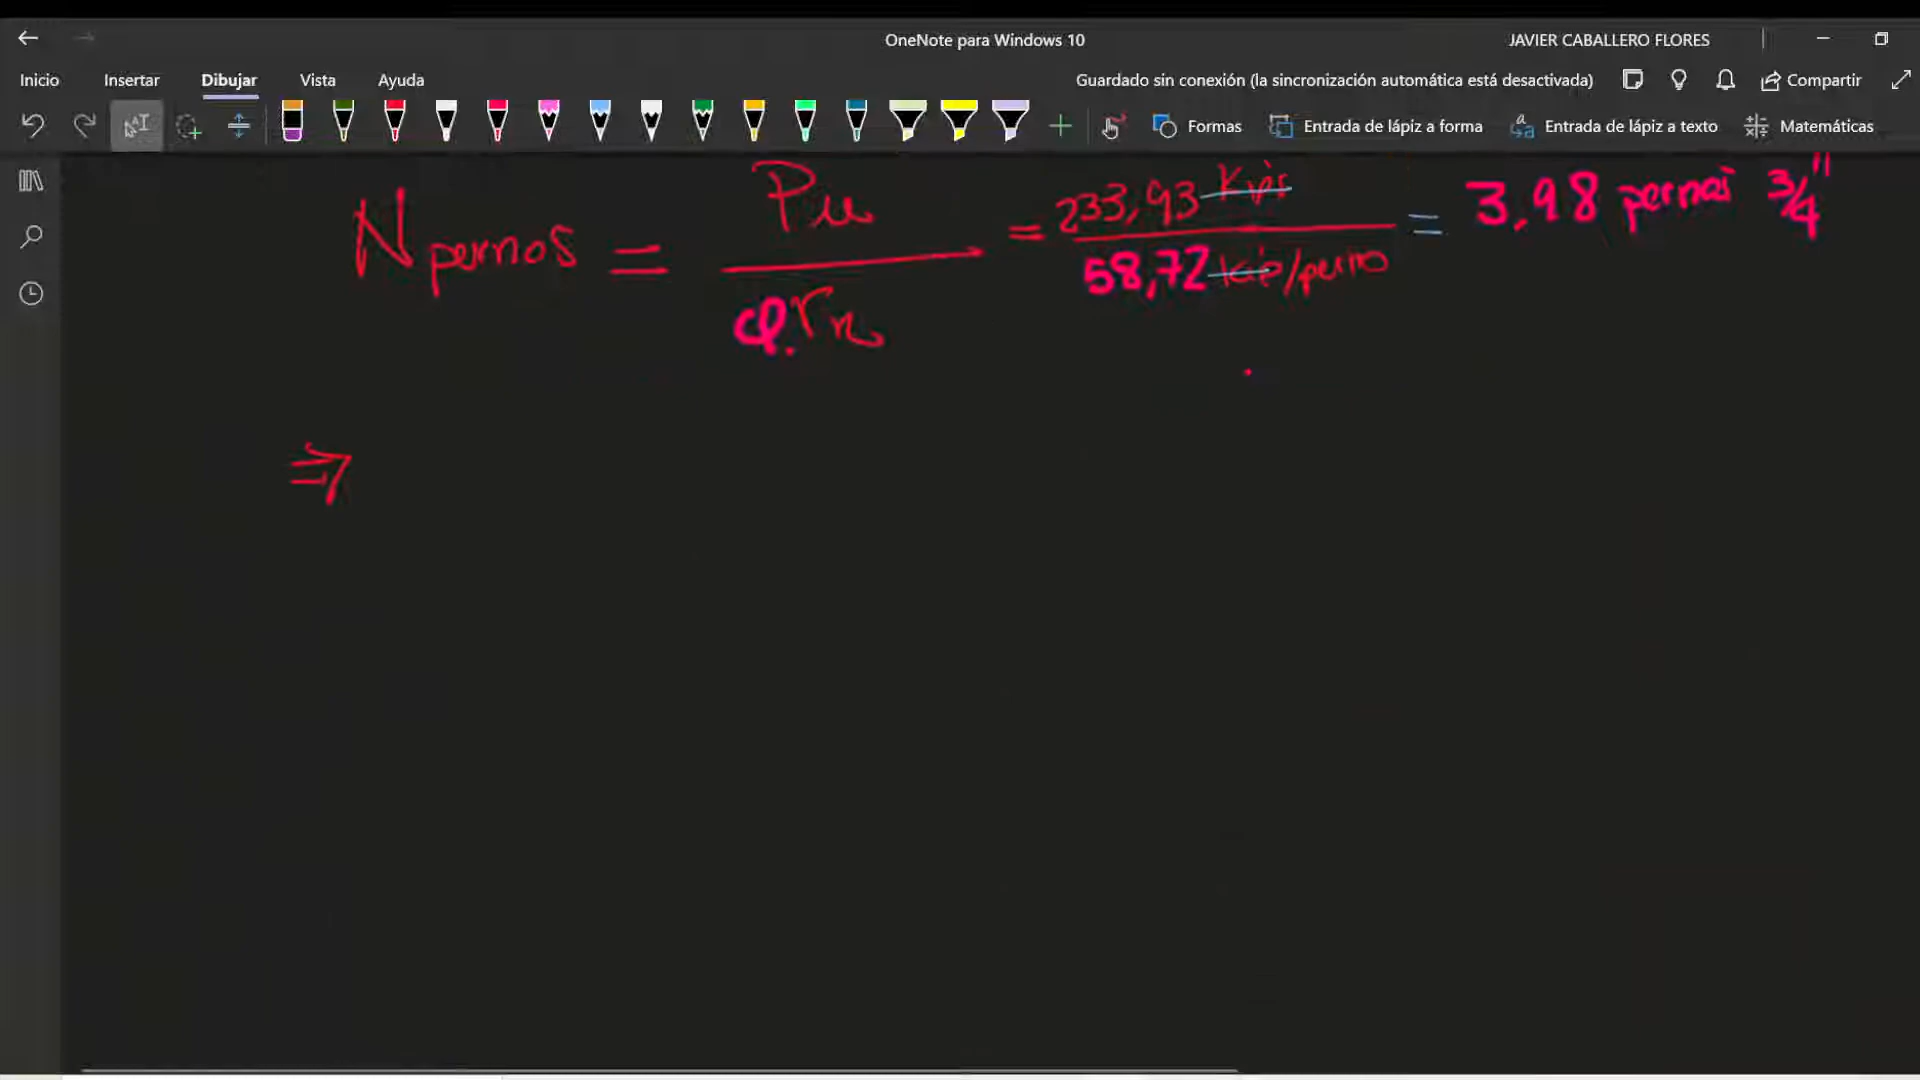 OneNote para Windows 10
JAVIER CABALLERO FLORES
Inicio Insertar Dibujar Vista Ayuda
Guardado sin conexión (la sincronización automática está desactivada)
Compartir
Formas Entrada de lápiz a forma Entrada de lápiz a texto Matemáticas
N pernos = Pu / φ.rn = 233,93 Kips / 58,72 kip/perno = 3,98 pernos 3/4"
⇒